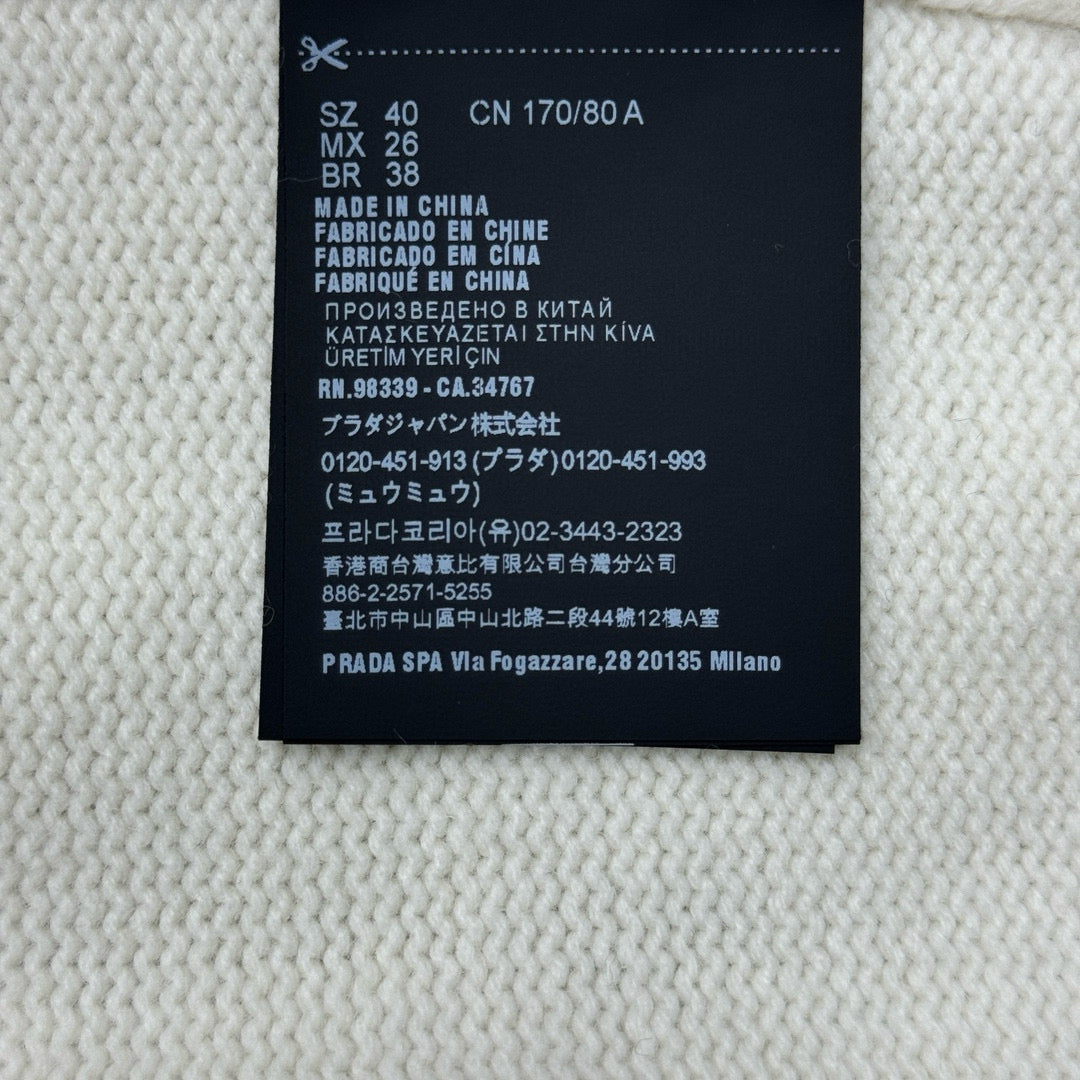 SZ 40 CN 170/80 A
MX 26
BR 38
MADE IN CHINA
FABRICADO EN CHINE
FABRICADO EM CÍNA
FABRIQUÉ EN CHINA
ПРОИЗВЕДЕНО В КИТАЙ
ΚΑΤΑΣΚΕΥΑΖΕΤΑΙ ΣΤΗΝ ΚΊVΑ
ÜRETİM YERİ ÇIN
RN.98339 - CA.34767
プラダジャパン株式会社
0120-451-913 (プラダ) 0120-451-993
(ミュウミュウ)
프라다코리아(유)02-3443-2323
香港商台灣意比有限公司台灣分公司
886-2-2571-5255
臺北市中山區中山北路二段44號12樓A室
PRADA SPA Via Fogazzare,28 20135 Milano